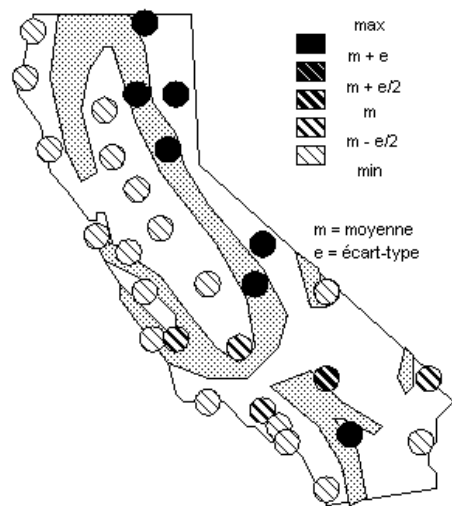 max
m + e
m + e/2
m
m - e/2
min
m = moyenne
e = écart-type